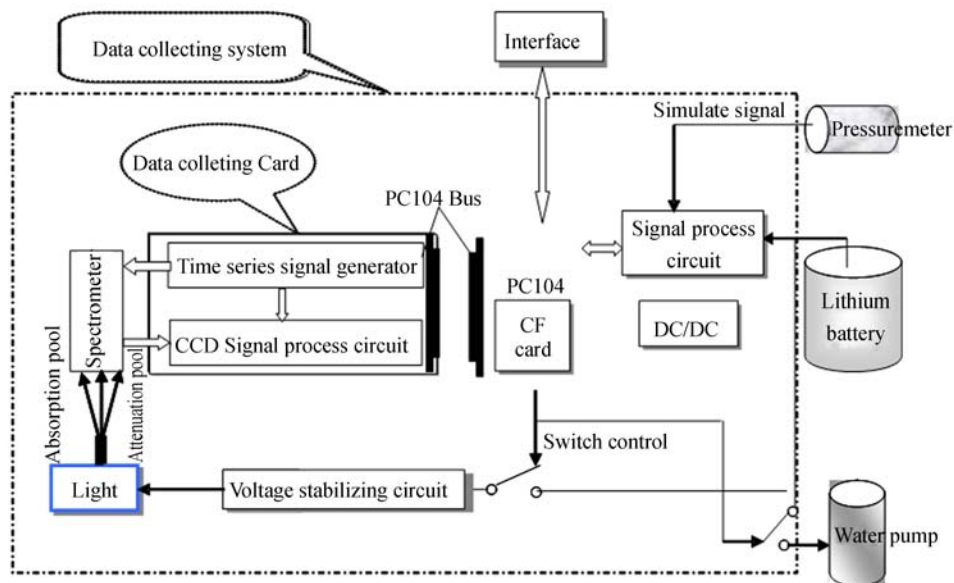 Data collecting system
Interface
Simulate signal
Pressuremeter
Data colleting Card
PC104 Bus
Time series signal generator
CCD Signal process circuit
Signal process
circuit
PC104
CF
card
DC/DC
Lithium
battery
Spectrometer
Absorption pool
Attenuation pool
Switch control
Light
Voltage stabilizing circuit
Water pump